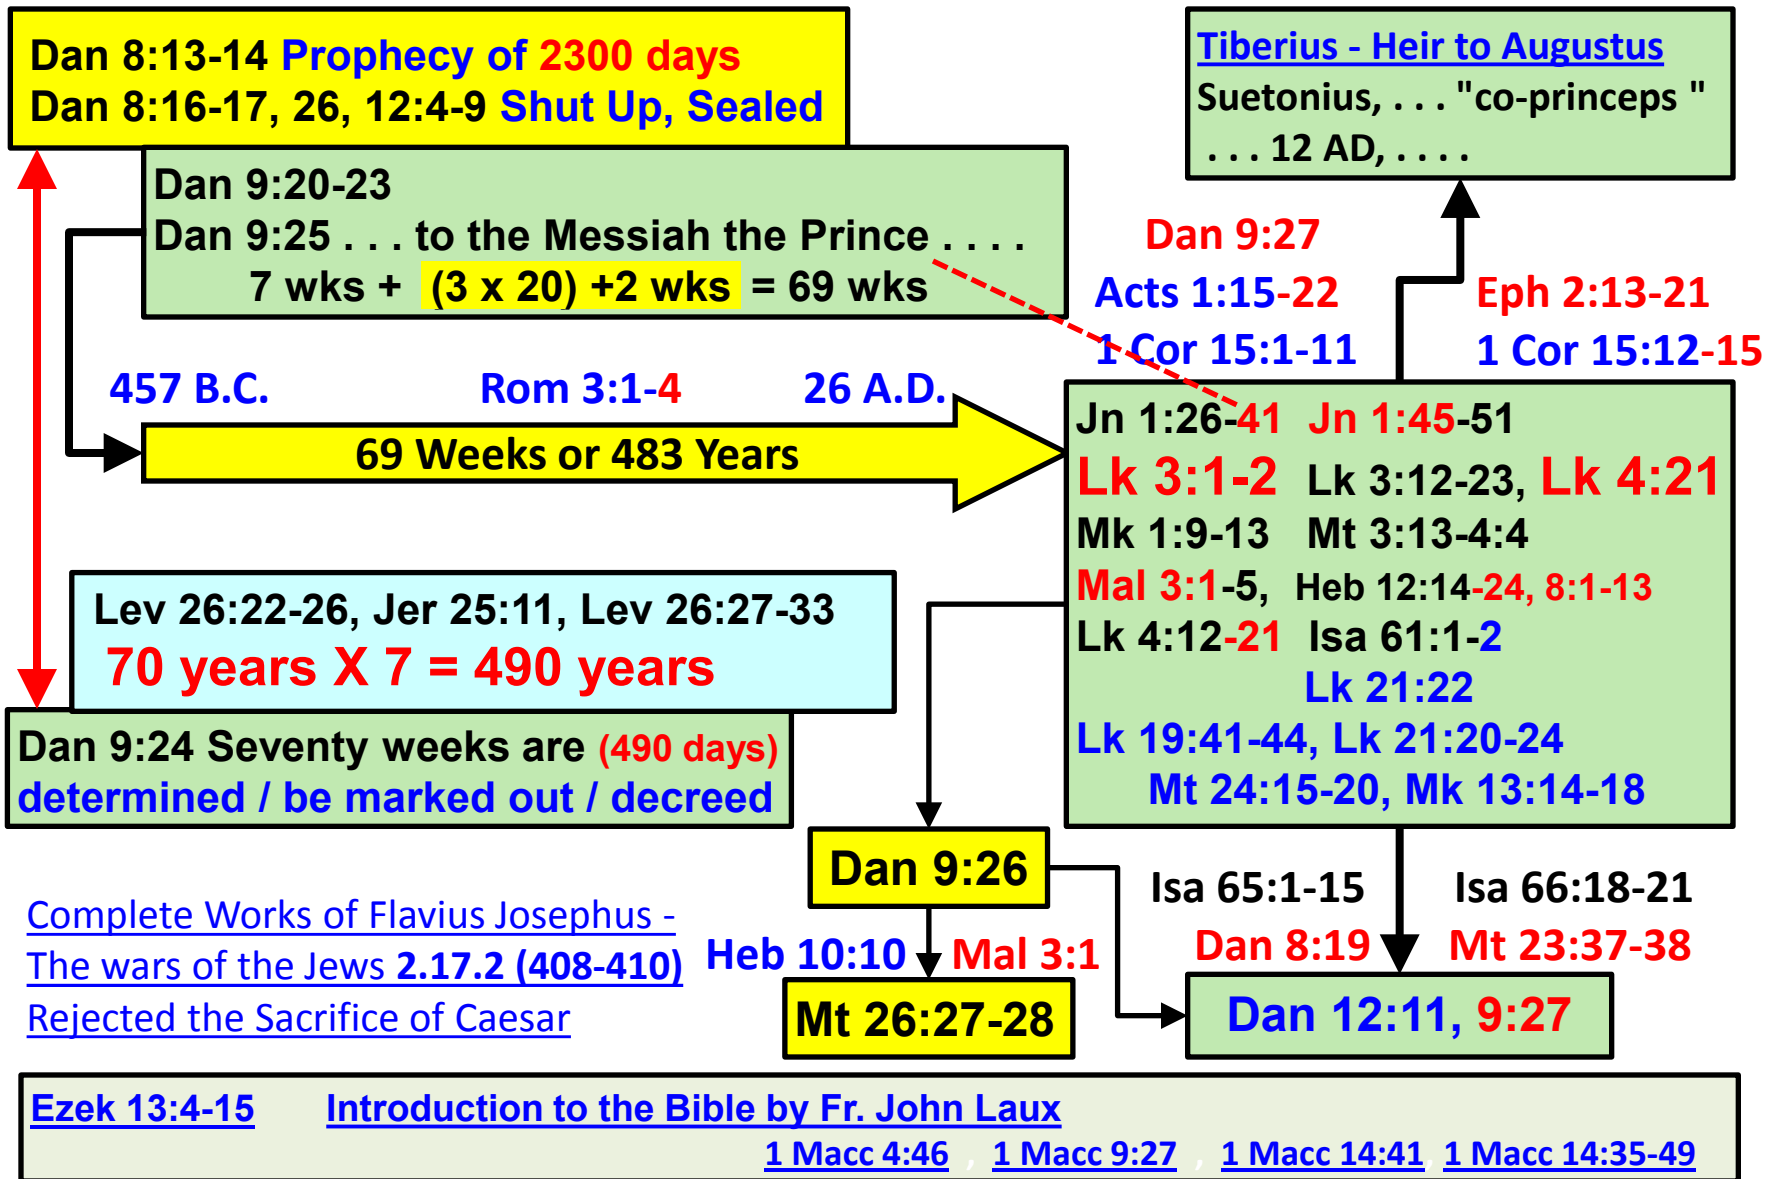 Dan 8:13-14 Prophecy of 2300 days
Dan 8:16-17, 26, 12:4-9 Shut Up, Sealed
Tiberius - Heir to Augustus
Suetonius, . . . "co-princeps "
. . . 12 AD, . . . .
Dan 9:20-23
Dan 9:25 . . . to the Messiah the Prince . . . .
7 wks + (3 x 20) +2 wks = 69 wks
Dan 9:27
Acts 1:15-22
1 Cor 15:1-11
Eph 2:13-21
1 Cor 15:12-15
457 B.C. Rom 3:1-4 26 A.D.
69 Weeks or 483 Years
Jn 1:26-41 Jn 1:45-51
Lk 3:1-2 Lk 3:12-23, Lk 4:21
Mk 1:9-13 Mt 3:13-4:4
Mal 3:1-5, Heb 12:14-24, 8:1-13
Lk 4:12-21 Isa 61:1-2
Lk 21:22
Lk 19:41-44, Lk 21:20-24
Mt 24:15-20, Mk 13:14-18
Lev 26:22-26, Jer 25:11, Lev 26:27-33
70 years X 7 = 490 years
Dan 9:24 Seventy weeks are (490 days)
determined / be marked out / decreed
Dan 9:26
Isa 65:1-15 Isa 66:18-21
Dan 8:19 Mt 23:37-38
Complete Works of Flavius Josephus -
The wars of the Jews 2.17.2 (408-410)
Rejected the Sacrifice of Caesar
Heb 10:10 Mal 3:1
Mt 26:27-28
Dan 12:11, 9:27
Ezek 13:4-15 Introduction to the Bible by Fr. John Laux
1 Macc 4:46 , 1 Macc 9:27 , 1 Macc 14:41, 1 Macc 14:35-49